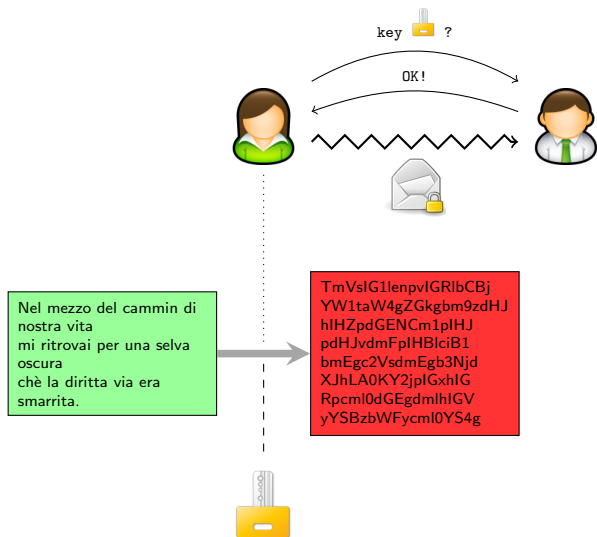 key ?
OK!
Nel mezzo del cammin di
nostra vita
mi ritrovai per una selva
oscura
chè la diritta via era
smarrita.
TmVsIG1lenpvIGRlbCBj
YW1taW4gZGkgbm9zdHJ
hIHZpdGENCm1pIHJ
pdHJvdmFpIHBlciB1
bmEgc2VsdmEgb3Njd
XJhLA0KY2jpIGxhIG
Rpcml0dGEgdmlhIGV
yYSBzbWFycml0YS4g